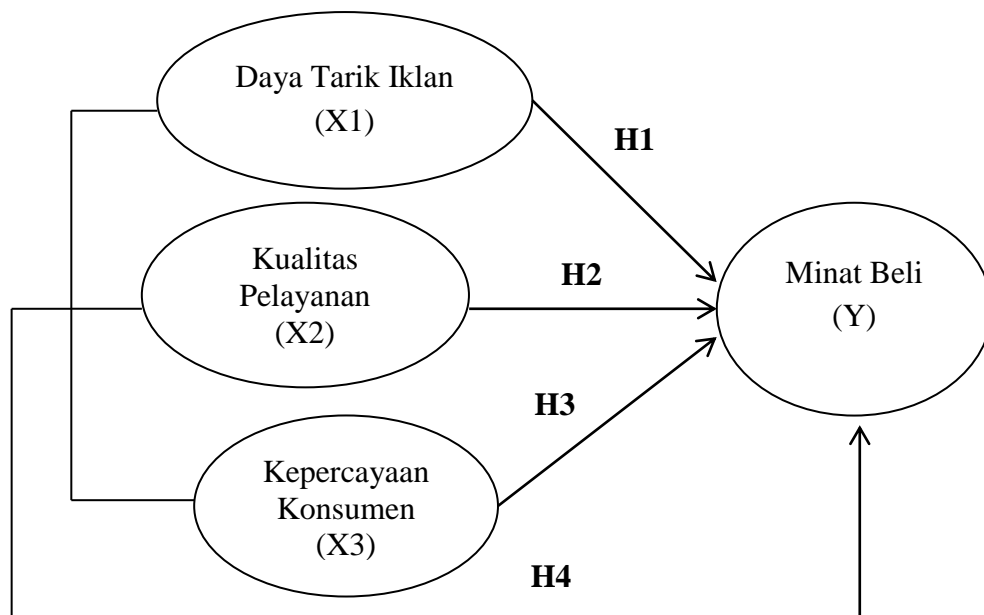 Daya Tarik Iklan
(X1)
H1
Kualitas
Pelayanan
(X2)
H2
Minat Beli
(Y)
H3
Kepercayaan
Konsumen
(X3)
H4